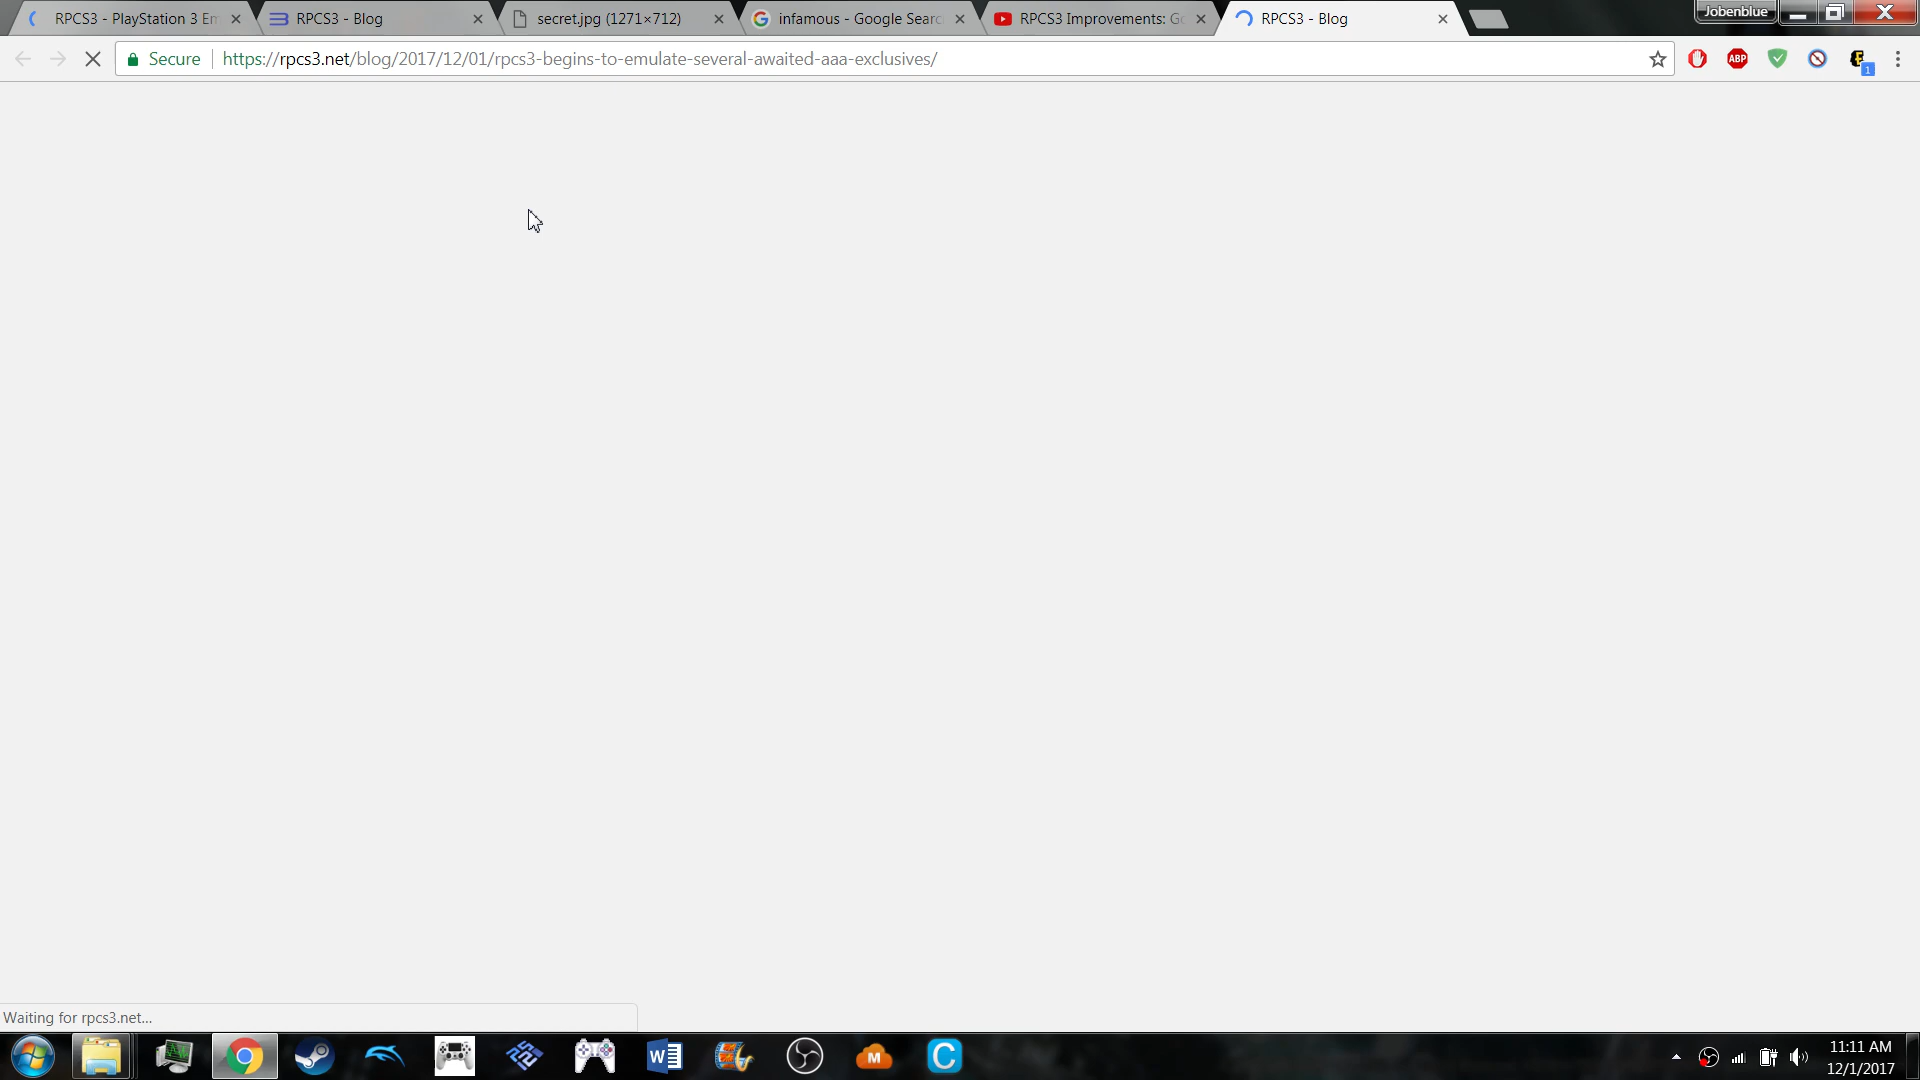 RPCS3 - PlayStation 3 Em
RPCS3 - Blog
secret.jpg (1271×712)
infamous - Google Searc
RPCS3 Improvements: Go
RPCS3 - Blog
Jobenblue
Secure
https://rpcs3.net/blog/2017/12/01/rpcs3-begins-to-emulate-several-awaited-aaa-exclusives/
ABP
1
Waiting for rpcs3.net...
W
M
C
11:11 AM
12/1/2017